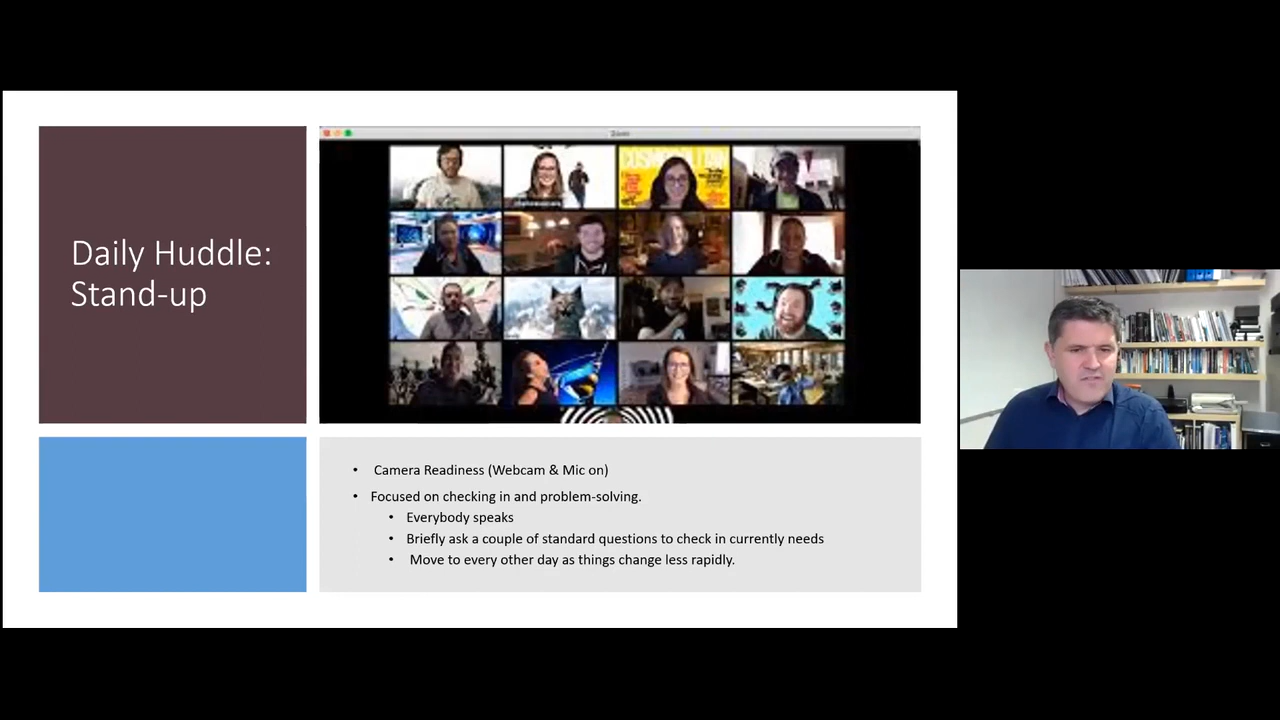 Daily Huddle:
Stand-up
Zoom
COSMOPOLITAN
• Camera Readiness (Webcam & Mic on)
• Focused on checking in and problem-solving.
• Everybody speaks
• Briefly ask a couple of standard questions to check in currently needs
• Move to every other day as things change less rapidly.